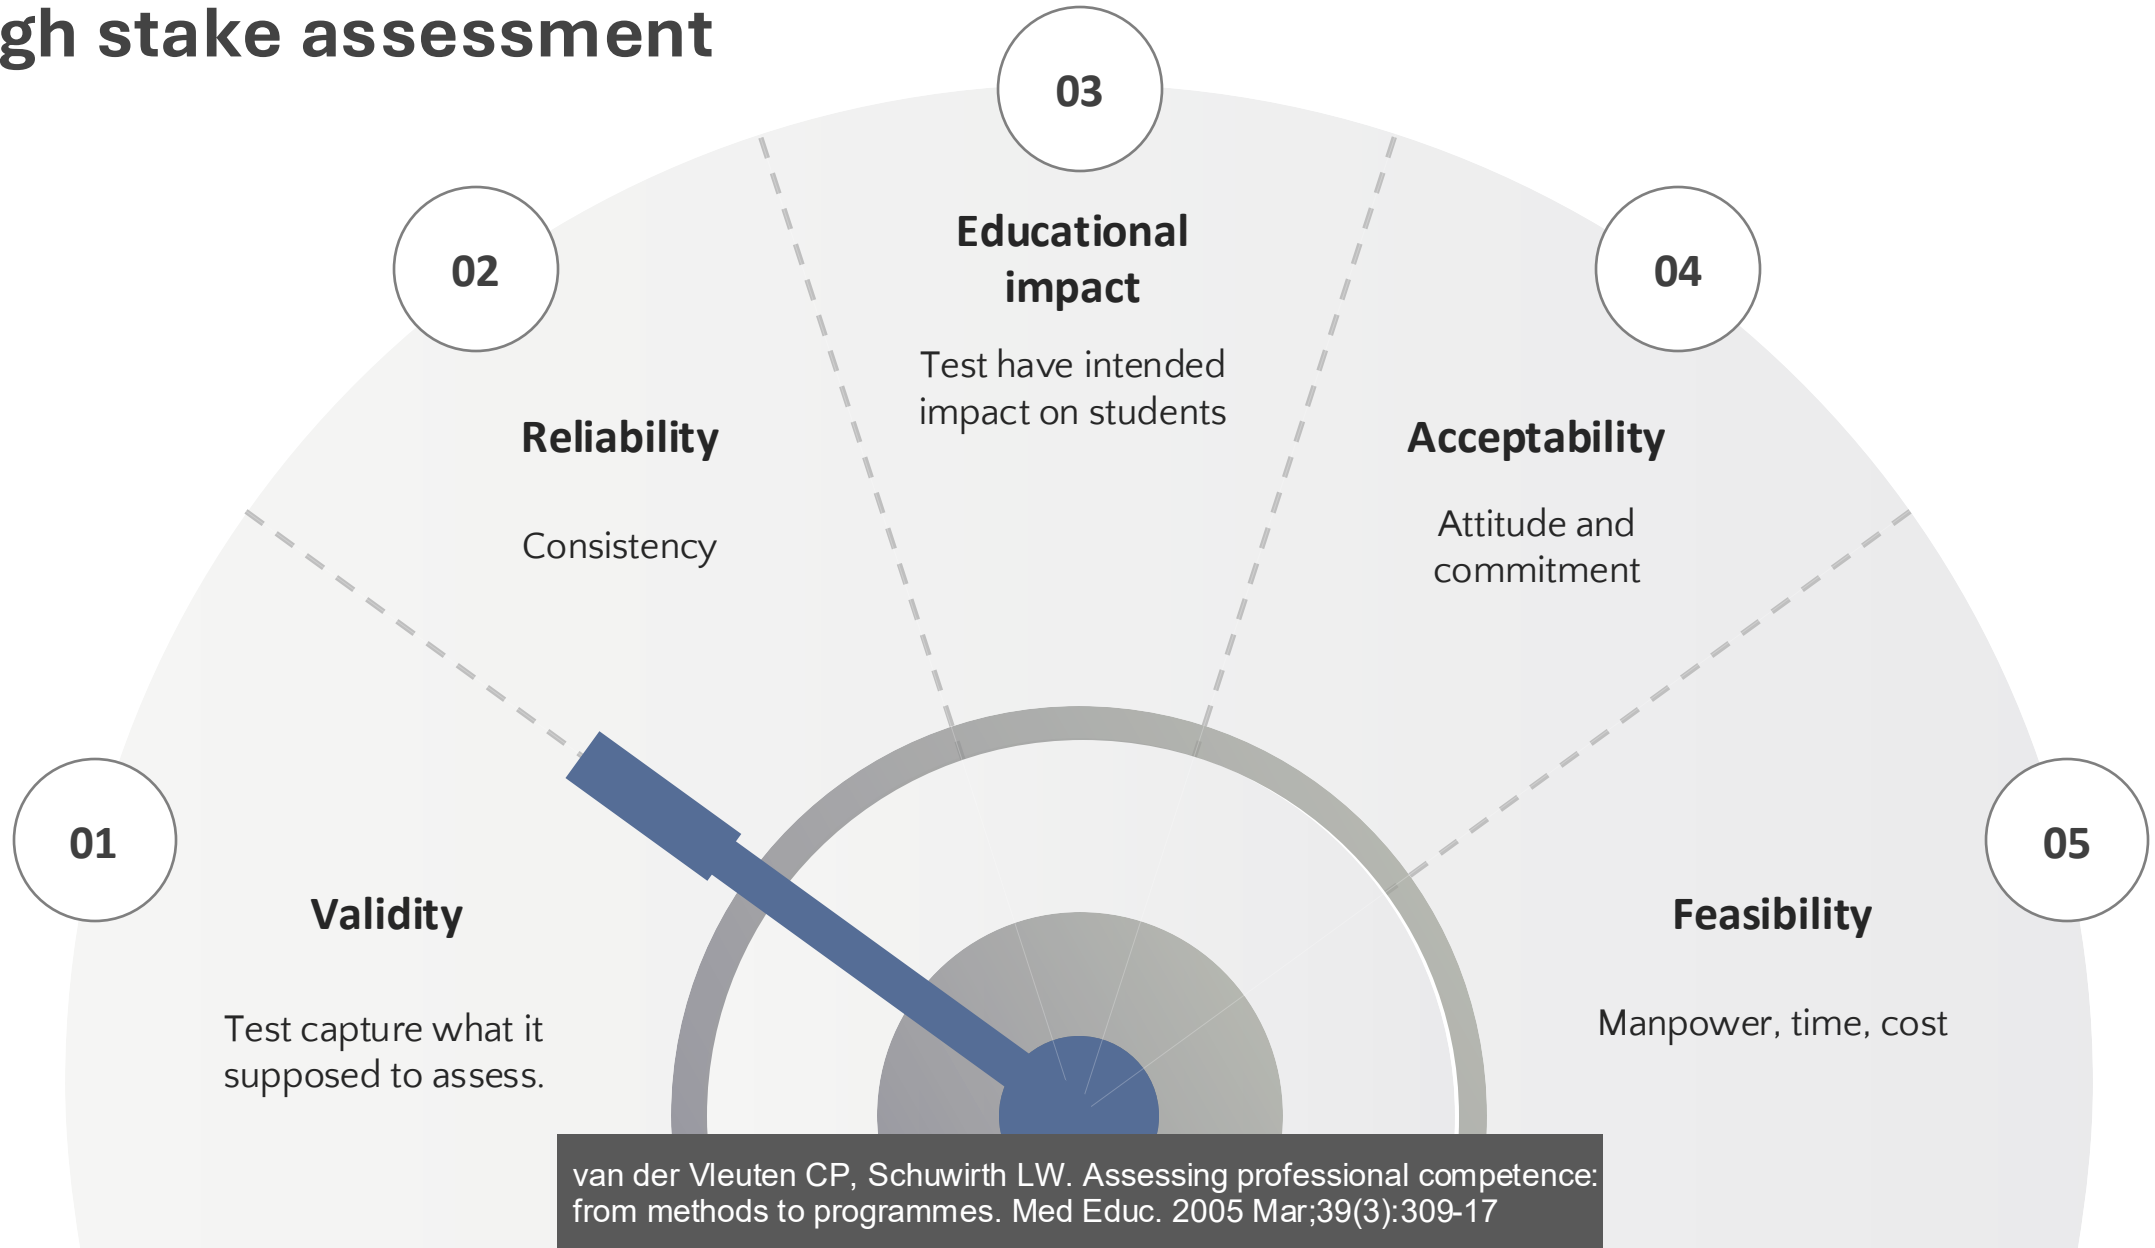 gh stake assessment
01
Validity
Test capture what it
supposed to assess.
02
Reliability
Consistency
03
Educational
impact
Test have intended
impact on students
04
Acceptability
Attitude and
commitment
05
Feasibility
Manpower, time, cost
van der Vleuten CP, Schuwirth LW. Assessing professional competence:
from methods to programmes. Med Educ. 2005 Mar;39(3):309-17